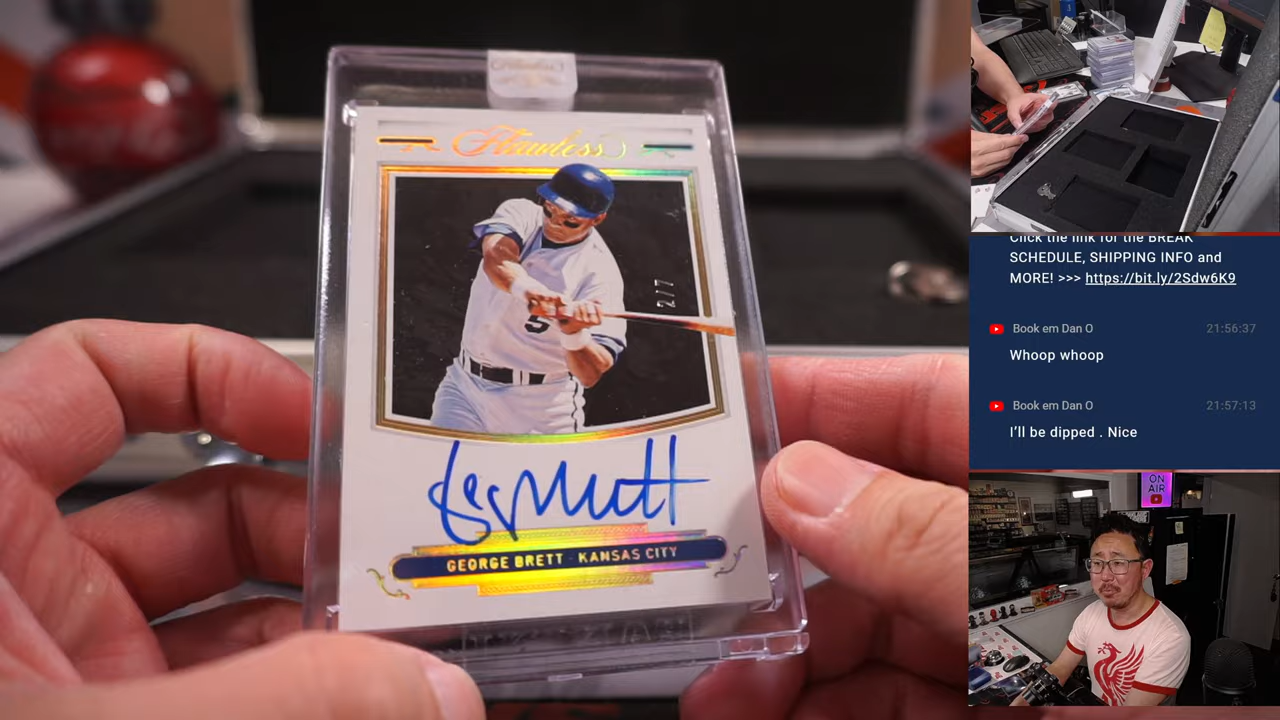 Flawless
2/7
5
GEORGE BRETT · KANSAS CITY
Click the link for the BREAK
SCHEDULE, SHIPPING INFO and
MORE! >>> https://bit.ly/2Sdw6K9
Book em Dan O 21:56:37
Whoop whoop
Book em Dan O 21:57:13
I'll be dipped . Nice
ON
AIR